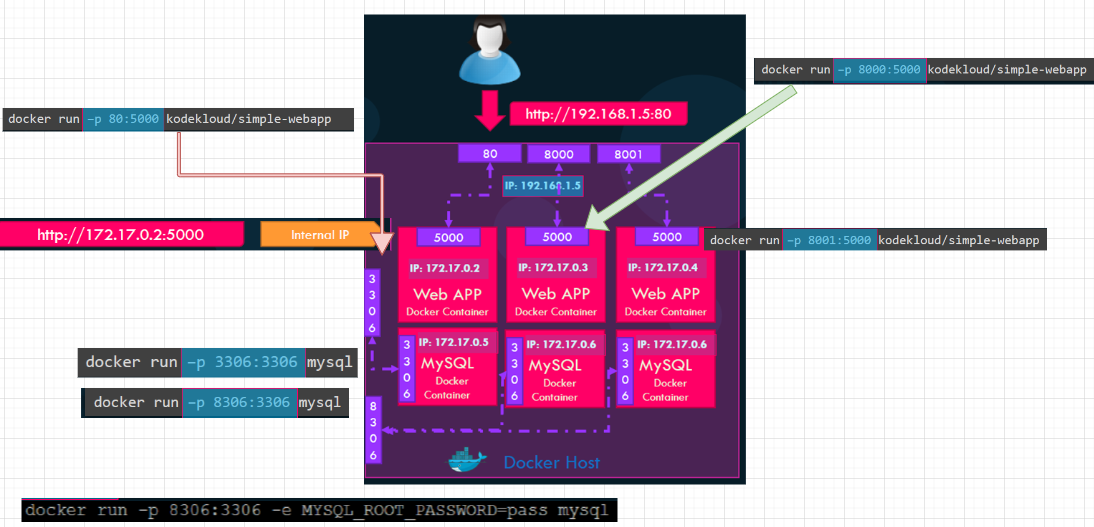 docker run -p 8000:5000 kodekloud/simple-webapp
http://192.168.1.5:80
docker run -p 80:5000 kodekloud/simple-webapp
80
8000
8001
IP: 192.168.1.5
http://172.17.0.2:5000
Internal IP
5000
5000
5000
docker run -p 8001:5000 kodekloud/simple-webapp
IP: 172.17.0.2
IP: 172.17.0.3
IP: 172.17.0.4
3306
Web APP
Docker Container
Web APP
Docker Container
Web APP
Docker Container
3306
IP: 172.17.0.5
MySQL
Docker
Container
3306
IP: 172.17.0.6
MySQL
Docker
Container
3306
IP: 172.17.0.6
MySQL
Docker
Container
docker run -p 3306:3306 mysql
docker run -p 8306:3306 mysql
8306
Docker Host
docker run -p 8306:3306 -e MYSQL_ROOT_PASSWORD=pass mysql